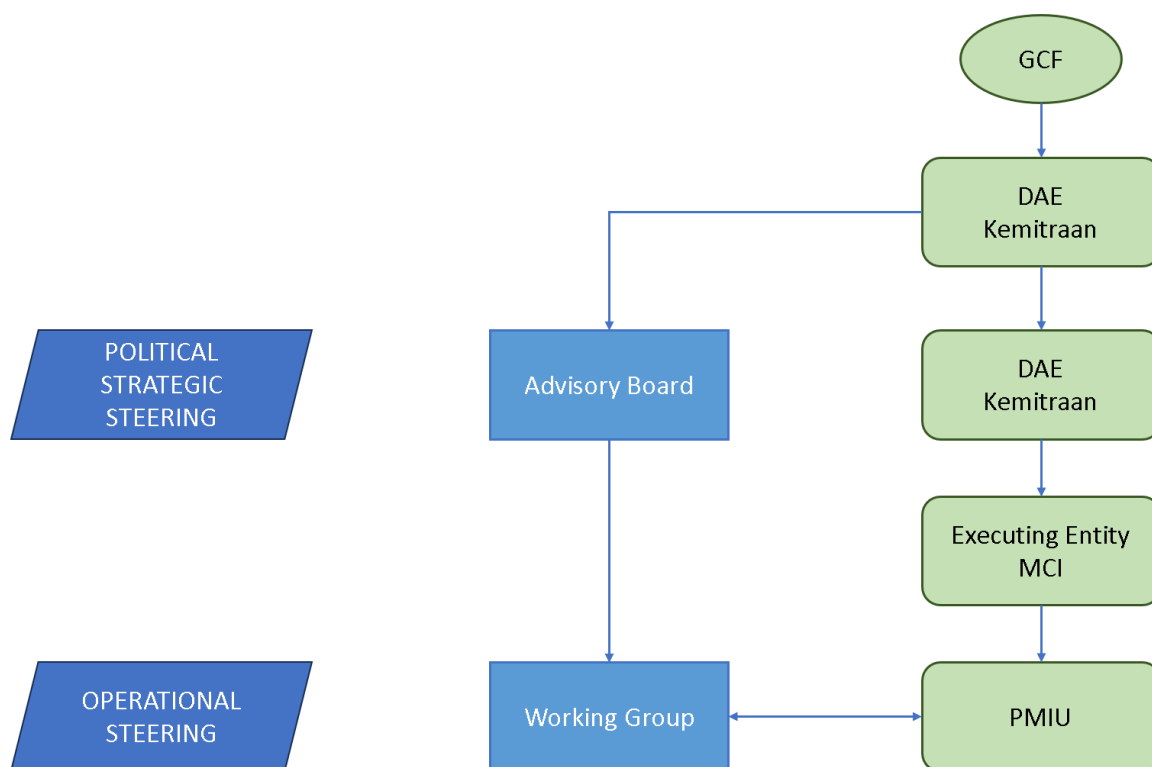 GCF
DAE
Kemitraan
POLITICAL
STRATEGIC
STEERING
Advisory Board
DAE
Kemitraan
Executing Entity
MCI
OPERATIONAL
STEERING
Working Group
PMIU